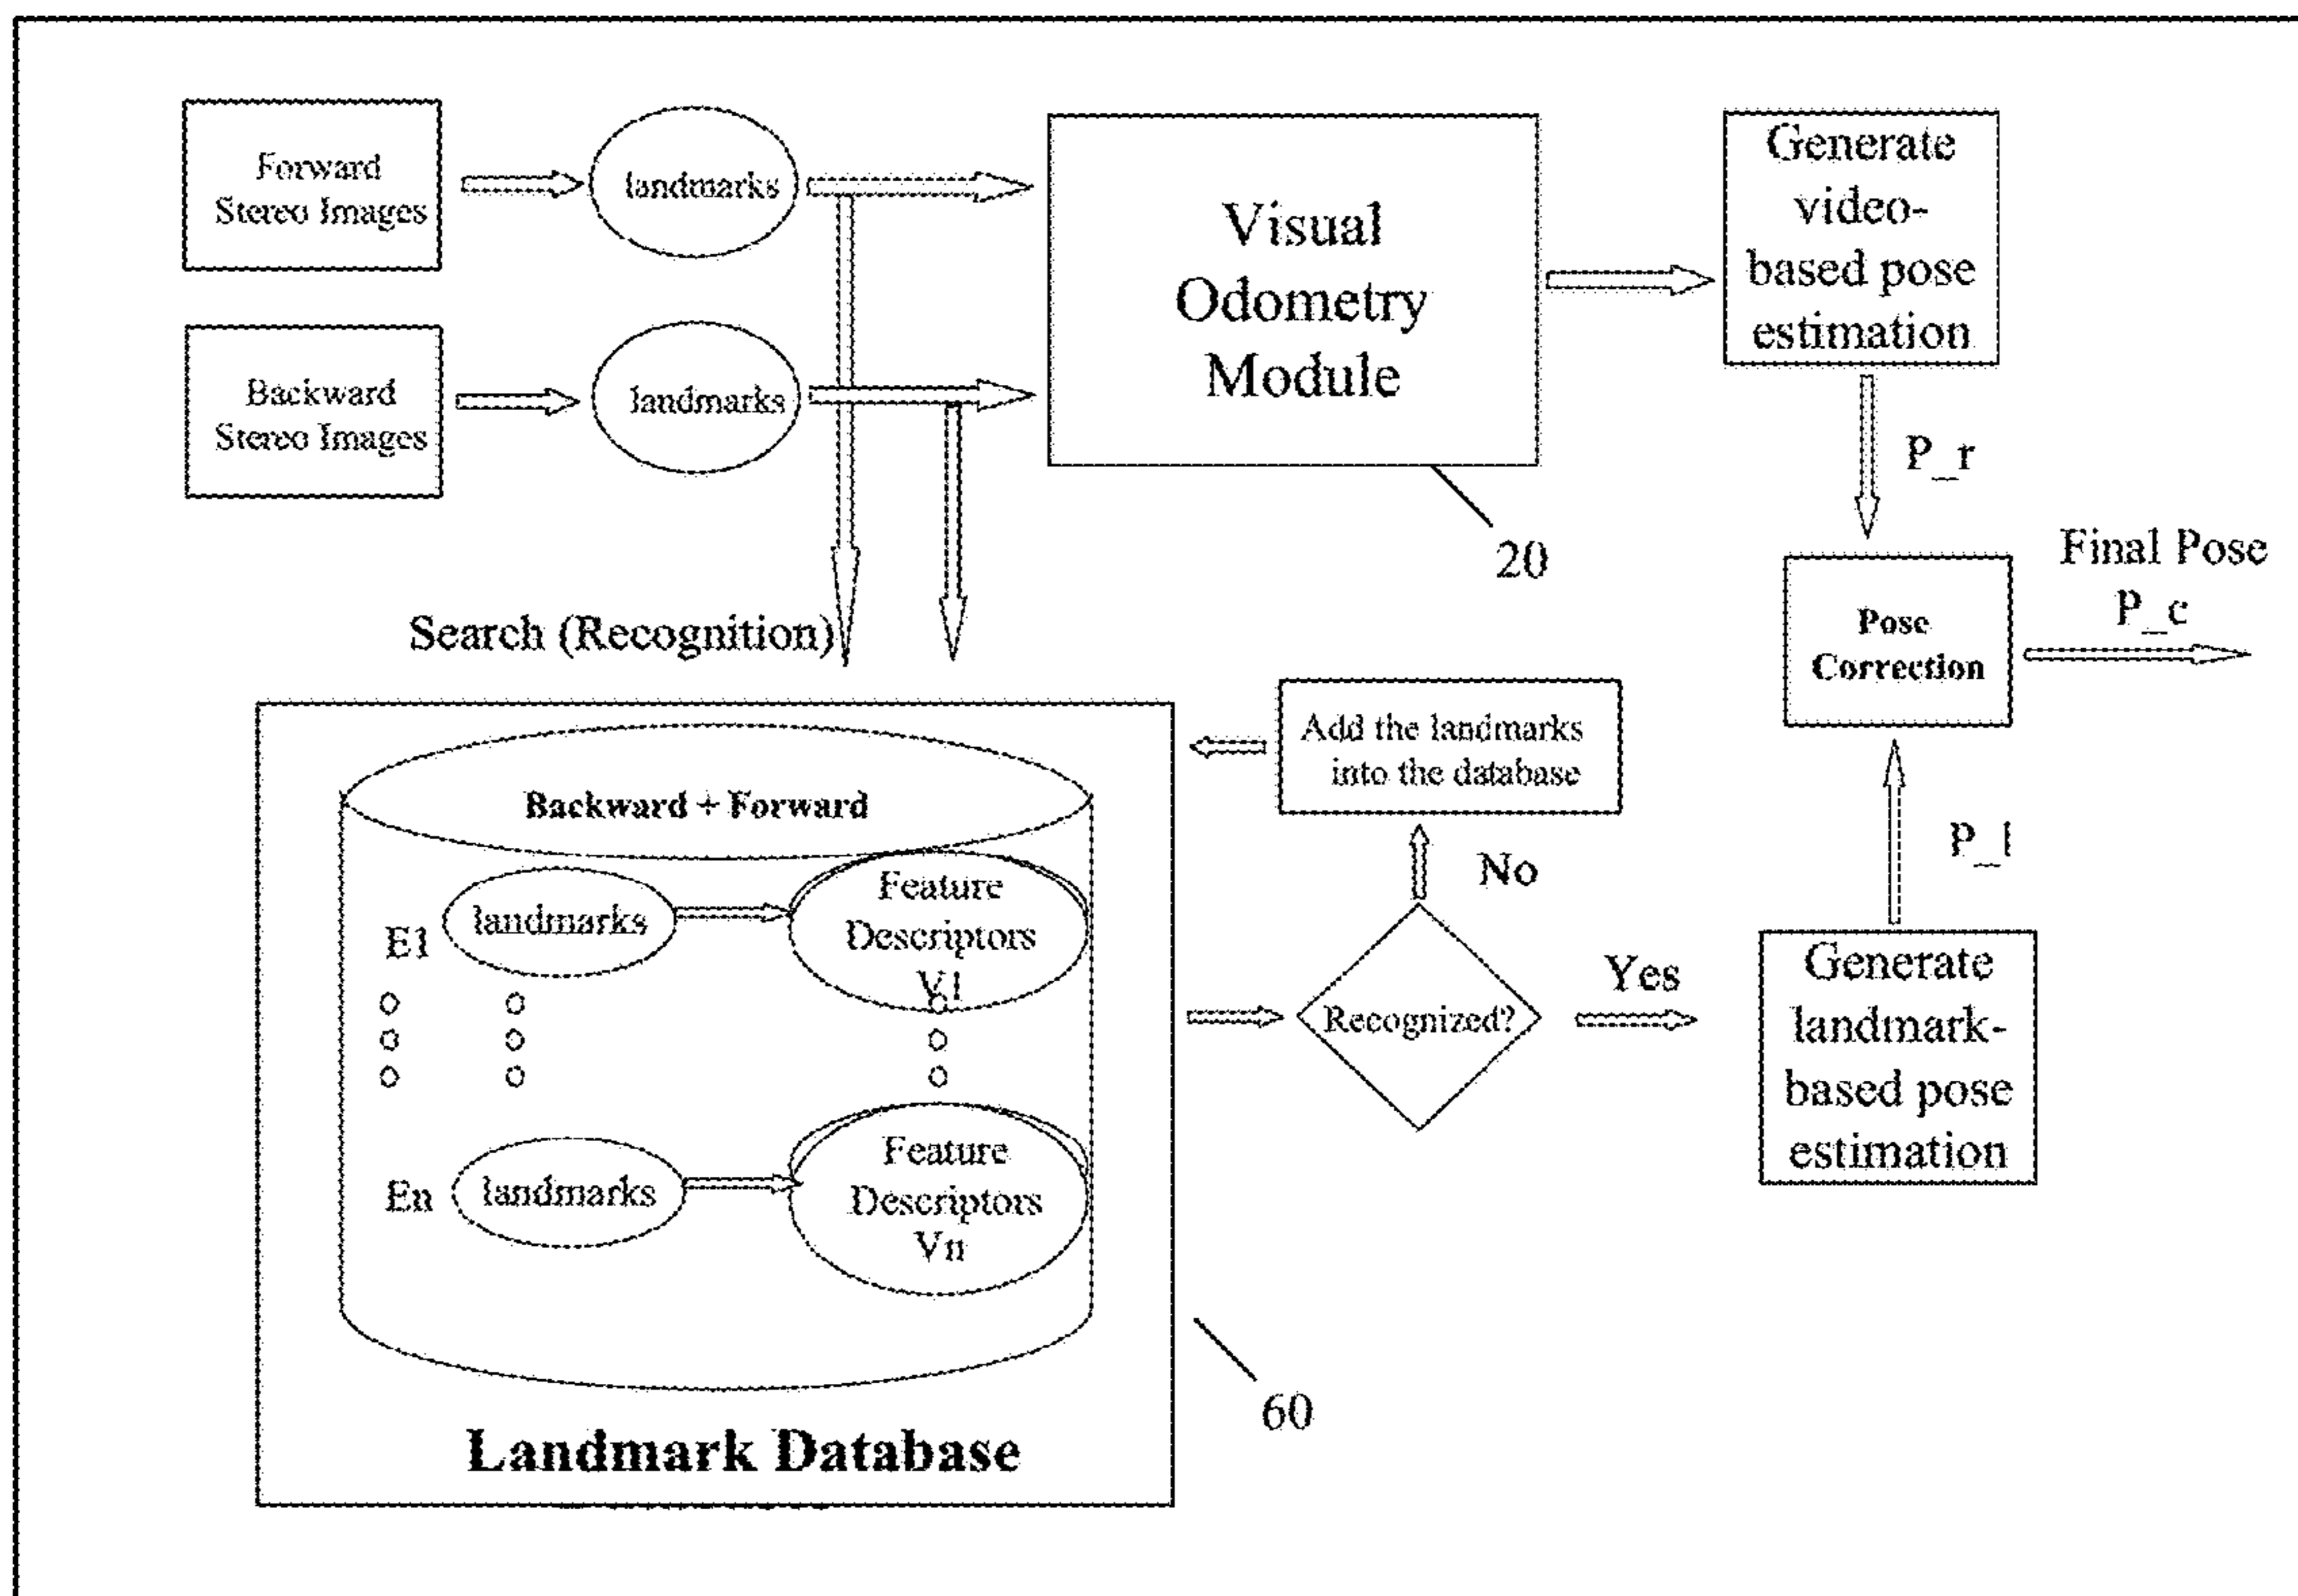 Forward
Stereo Images
landmarks
Visual
Odometry
Module
20
Generate
video-
based pose
estimation
Backward
Stereo Images
landmarks
P_r
Search (Recognition)
Pose
Correction
Final Pose
P_c
Add the landmarks
into the database
Backward + Forward
E1
landmarks
Feature
Descriptors
V1
En
landmarks
Feature
Descriptors
Vn
Landmark Database
60
Recognized?
No
Yes
P_l
Generate
landmark-
based pose
estimation